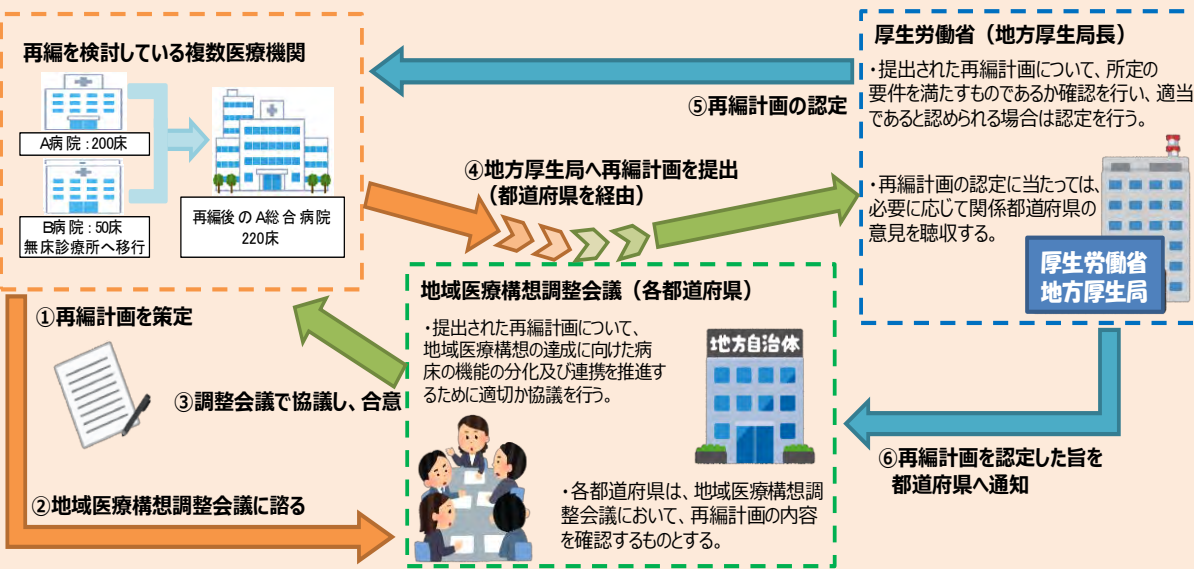 再編を検討している複数医療機関
A病院:200床
B病院:50床
無床診療所へ移行
再編後のA総合病院
220床
⑤再編計画の認定
④地方厚生局へ再編計画を提出
(都道府県を経由)
厚生労働省(地方厚生局長)
・提出された再編計画について、所定の
要件を満たすものであるか確認を行い、適当
であると認められる場合は認定を行う。
・再編計画の認定に当たっては、
必要に応じて関係都道府県の
意見を聴収する。
厚生労働省
地方厚生局
①再編計画を策定
③調整会議で協議し、合意
②地域医療構想調整会議に諮る
地域医療構想調整会議(各都道府県)
・提出された再編計画について、
地域医療構想の達成に向けた病
床の機能の分化及び連携を推進す
るために適切か協議を行う。
地方自治体
・各都道府県は、地域医療構想調
整会議において、再編計画の内容
を確認するものとする。
⑥再編計画を認定した旨を
都道府県へ通知